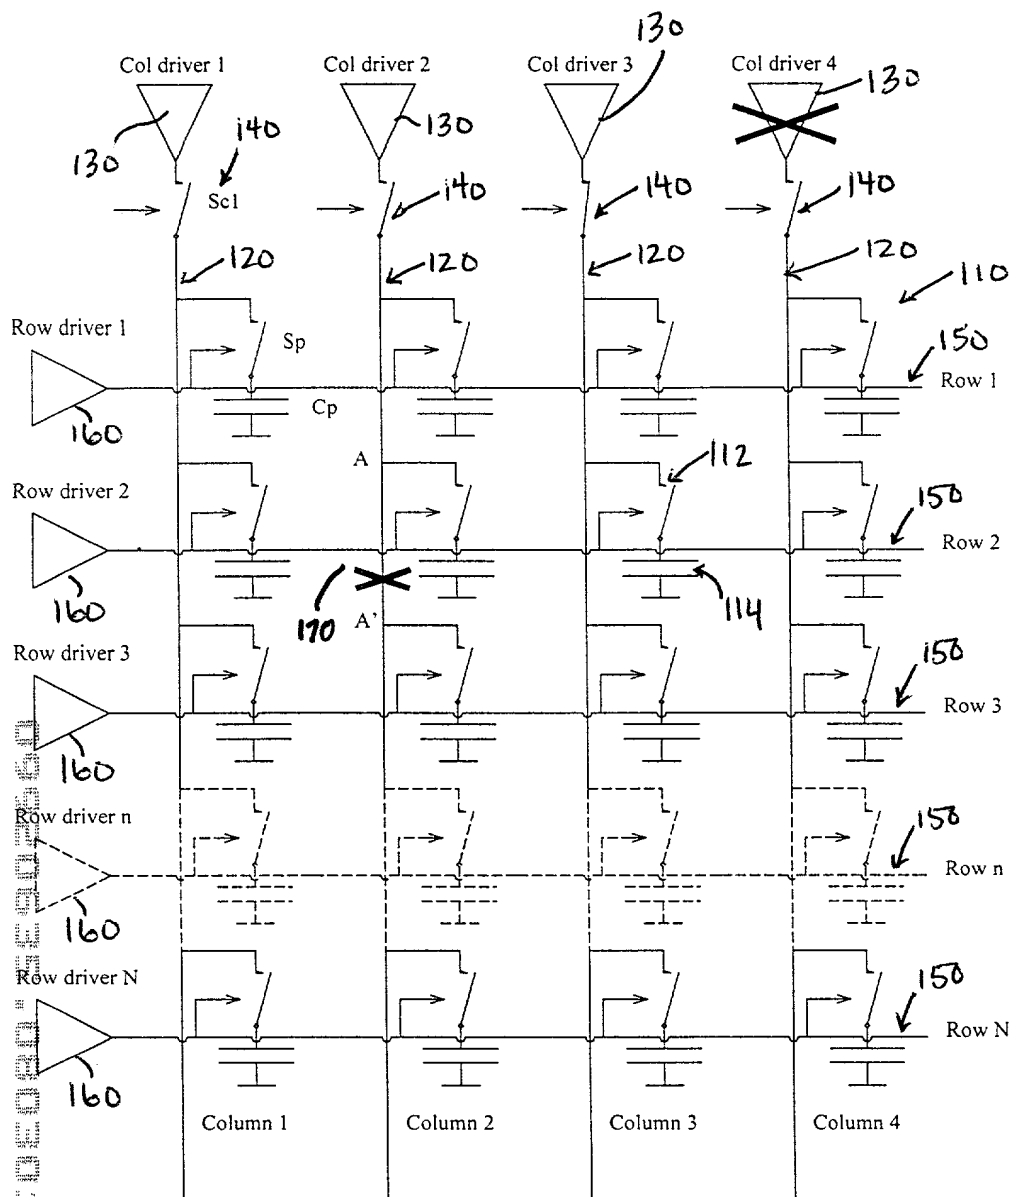 130
Col driver 1 Col driver 2 Col driver 3 Col driver 4
130
130 130
140
Sc1 140 140 140
120 120 120 120
110
Row driver 1
Sp
150
Row 1
Cp
160
A
112
Row driver 2
150
Row 2
160
170
114
A'
Row driver 3
150
Row 3
160
Row driver n
150
Row n
160
Row driver N
150
Row N
160
Column 1 Column 2 Column 3 Column 4